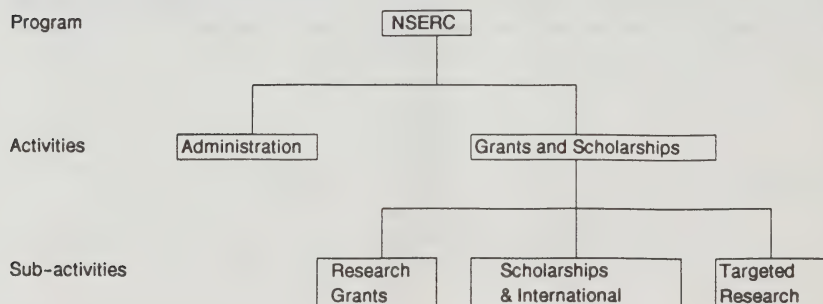 Program NSERC
Activities Administration Grants and Scholarships
Sub-activities Research Scholarships Targeted
Grants & International Research